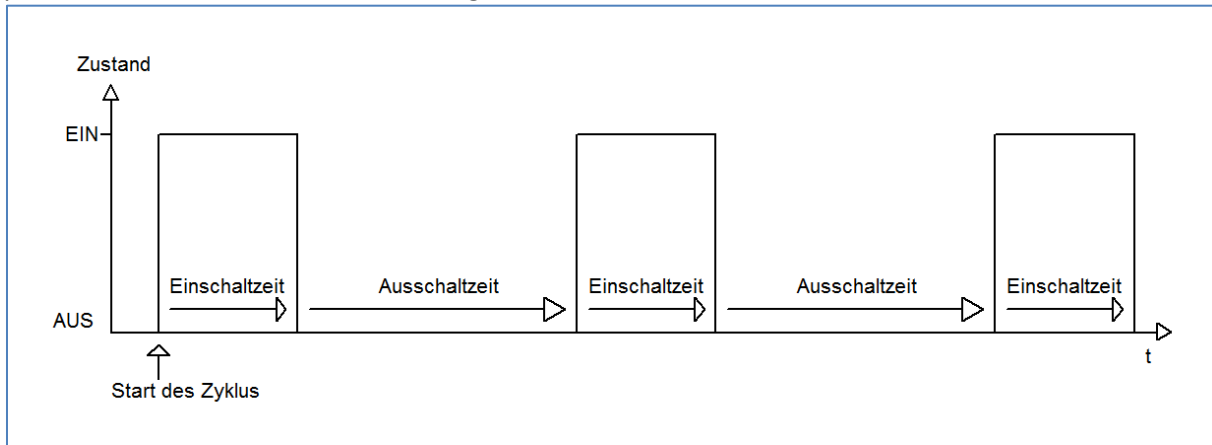 Zustand
EIN
Einschaltzeit
Ausschaltzeit
Einschaltzeit
Ausschaltzeit
Einschaltzeit
AUS
t
Start des Zyklus